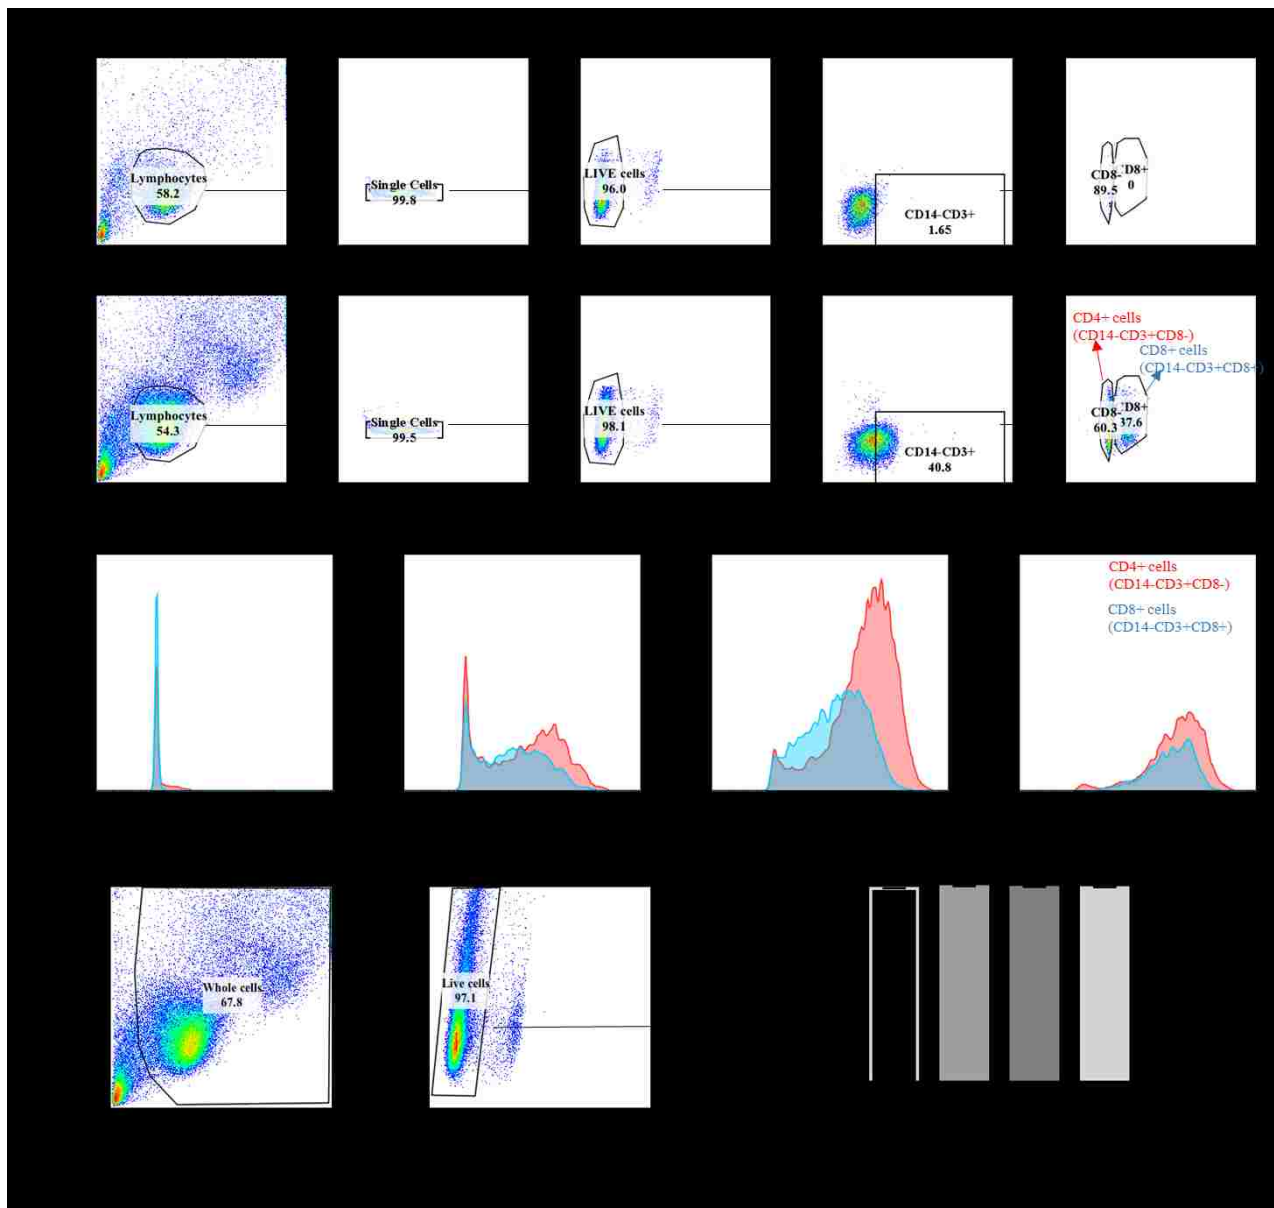 Lymphocytes
58.2
Single Cells
99.8
LIVE cells
96.0
CD14-CD3+
1.65
CD8-
89.5
CD8+
0
Lymphocytes
54.3
Single Cells
99.5
LIVE cells
98.1
CD14-CD3+
40.8
CD4+ cells
(CD14-CD3+CD8-)
CD8+ cells
(CD14-CD3+CD8+)
CD8-
60.3
CD8+
37.6
CD4+ cells
(CD14-CD3+CD8-)
CD8+ cells
(CD14-CD3+CD8+)
Whole cells
67.8
Live cells
97.1